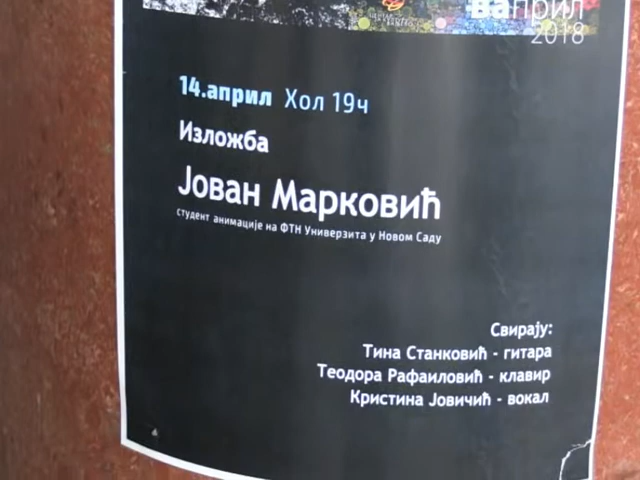 ваприл
2018
14.април Хол 19ч
Изложба
Јован Марковић
студент анимације на ФТН Универзита у Новом Саду
Свирају:
Тина Станковић - гитара
Теодора Рафаиловић - клавир
Кристина Јовичић - вокал